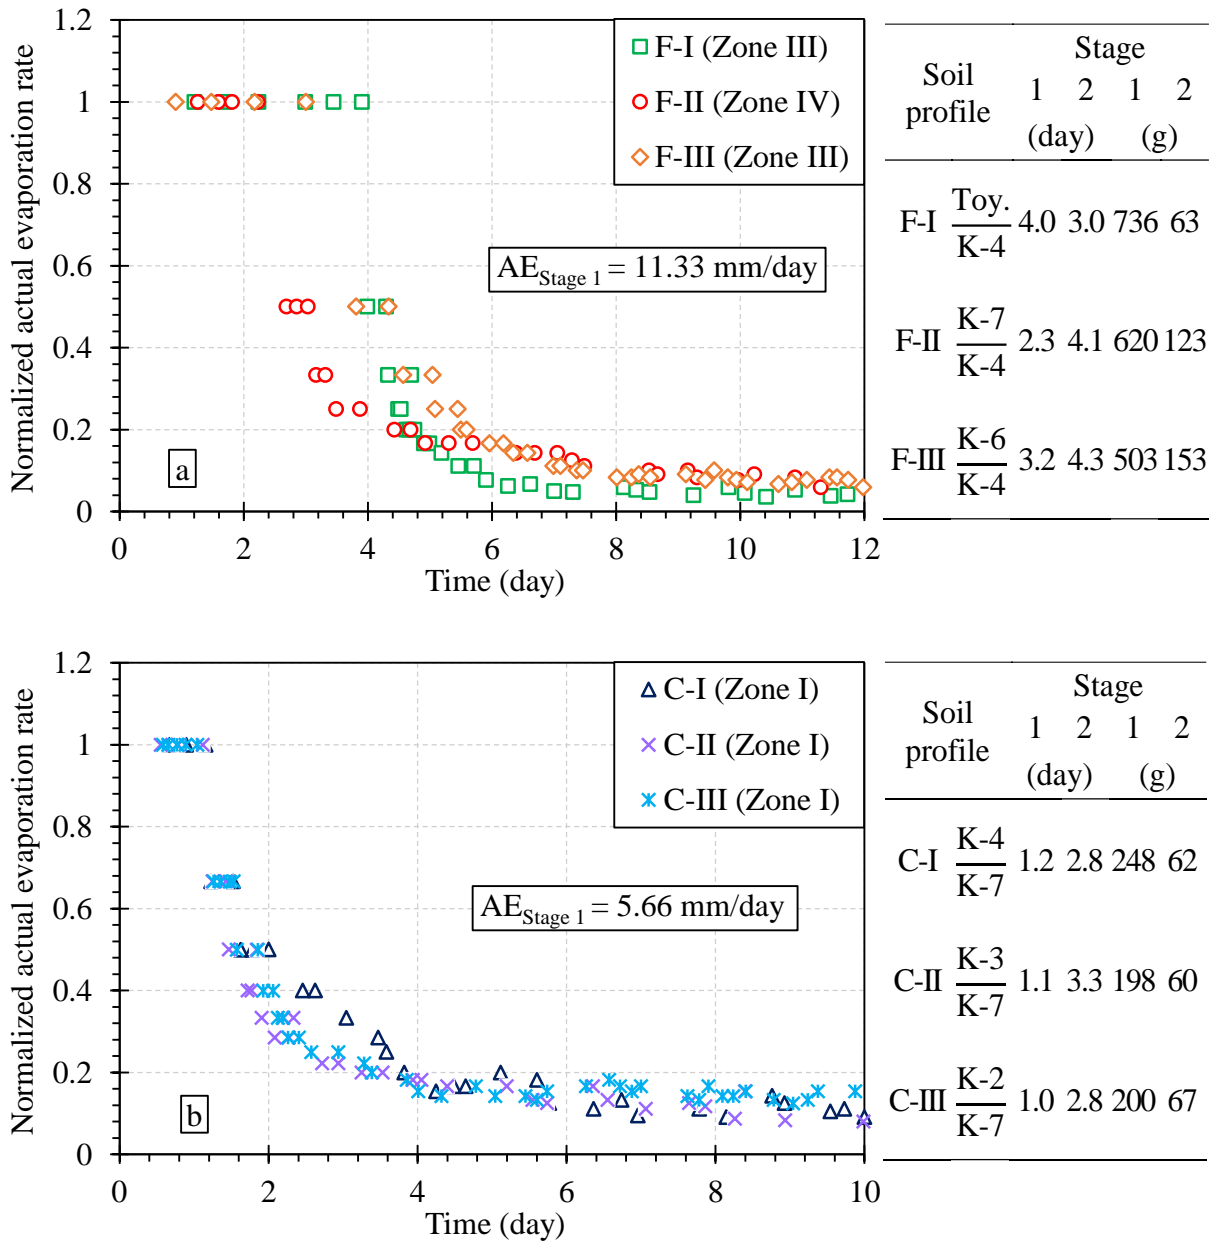 Normalized actual evaporation rate
1.2
1
0.8
0.6
0.4
0.2
0
F-I (Zone III)
F-II (Zone IV)
F-III (Zone III)
AE Stage 1 = 11.33 mm/day
a
0 2 4 6 8 10 12
Time (day)
Soil profile Stage
1 2 1 2
(day) (g)
F-I Toy. 4.0 3.0 736 63
K-4
F-II K-7 2.3 4.1 620 123
K-4
F-III K-6 3.2 4.3 503 153
K-4
Normalized actual evaporation rate
1.2
1
0.8
0.6
0.4
0.2
0
C-I (Zone I)
C-II (Zone I)
C-III (Zone I)
AE Stage 1 = 5.66 mm/day
b
0 2 4 6 8 10
Time (day)
Soil profile Stage
1 2 1 2
(day) (g)
C-I K-4 1.2 2.8 248 62
K-7
C-II K-3 1.1 3.3 198 60
K-7
C-III K-2 1.0 2.8 200 67
K-7